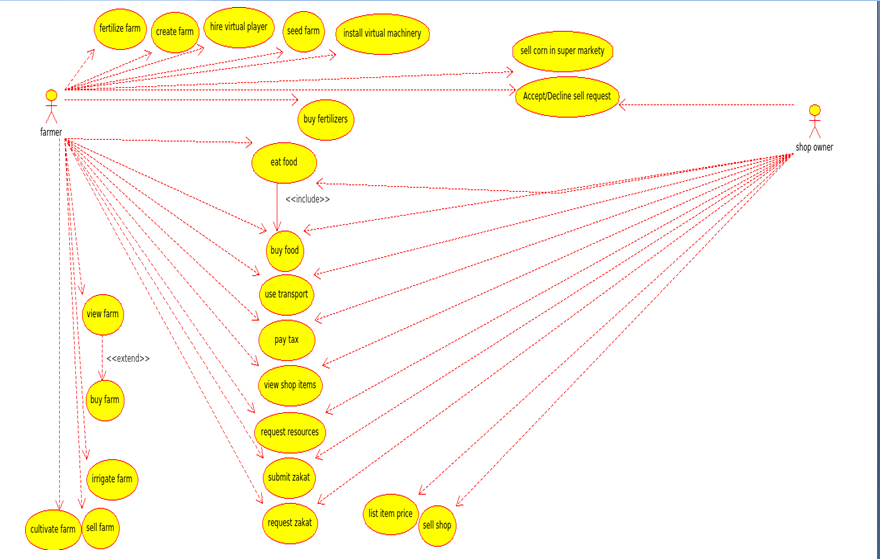 fertilize farm
create farm
hire virtual player
seed farm
install virtual machinery
sell corn in super markety
Accept/Decline sell request
buy fertilizers
farmer
shop owner
eat food
<<include>>
buy food
use transport
view farm
pay tax
<<extend>>
view shop items
buy farm
request resources
irrigate farm
submit zakat
list item price
request zakat
sell shop
cultivate farm
sell farm